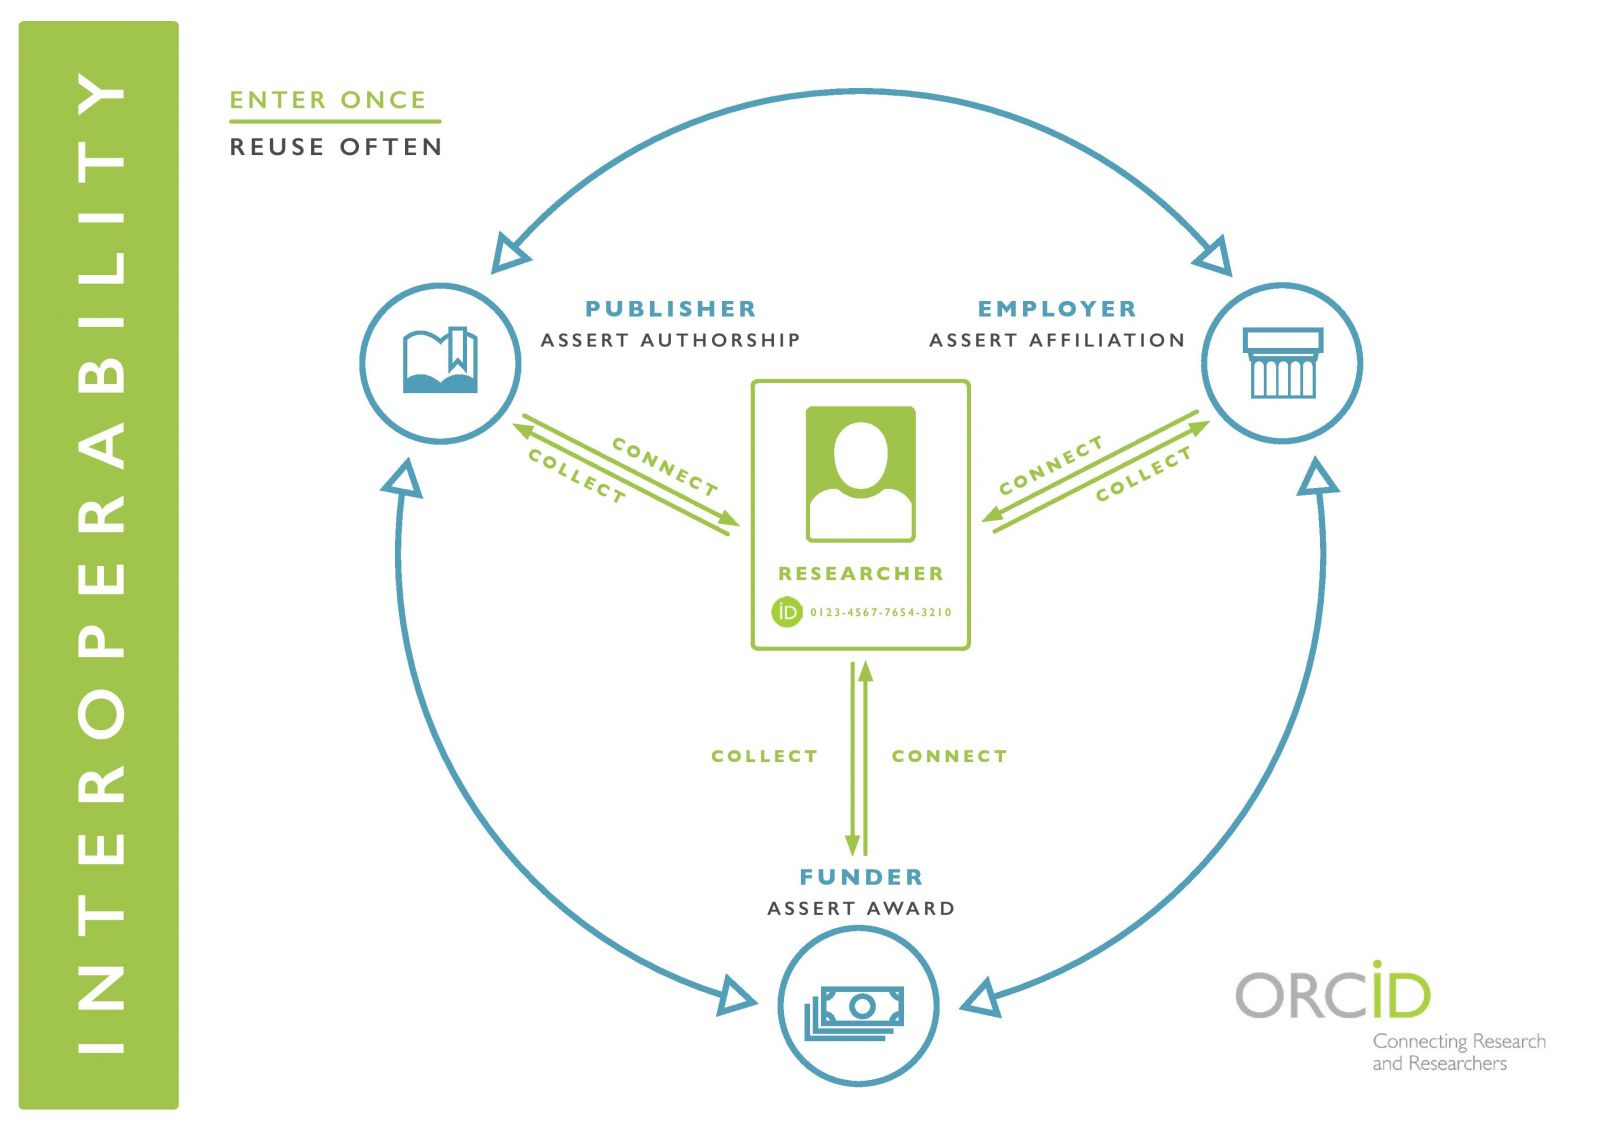 INTEROPERABILITY
ENTER ONCE
REUSE OFTEN
PUBLISHER
ASSERT AUTHORSHIP
EMPLOYER
ASSERT AFFILIATION
CONNECT
COLLECT
CONNECT
COLLECT
RESEARCHER
iD 0123-4567-7654-3210
COLLECT
CONNECT
FUNDER
ASSERT AWARD
ORCiD
Connecting Research
and Researchers